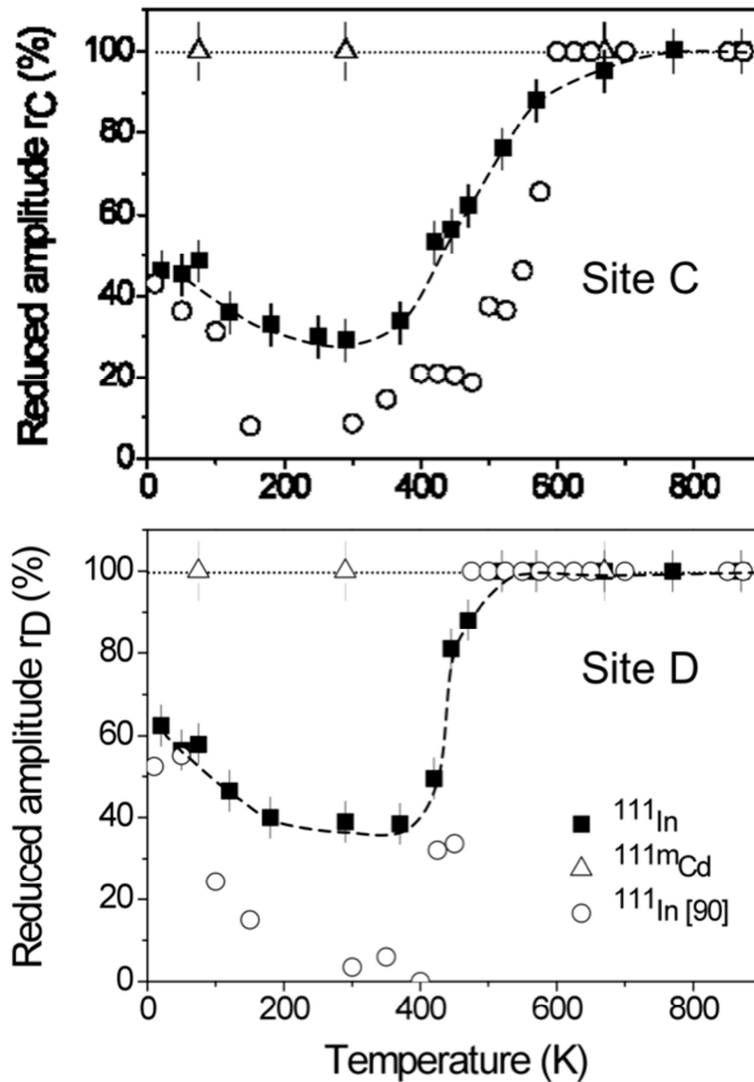 Reduced amplitude rC (%)
100
80
60
40
20
0
Site C
0 200 400 600 800
Reduced amplitude rD (%)
100
80
60
40
20
0
Site D
111In
111mCd
111In [90]
0 200 400 600 800
Temperature (K)